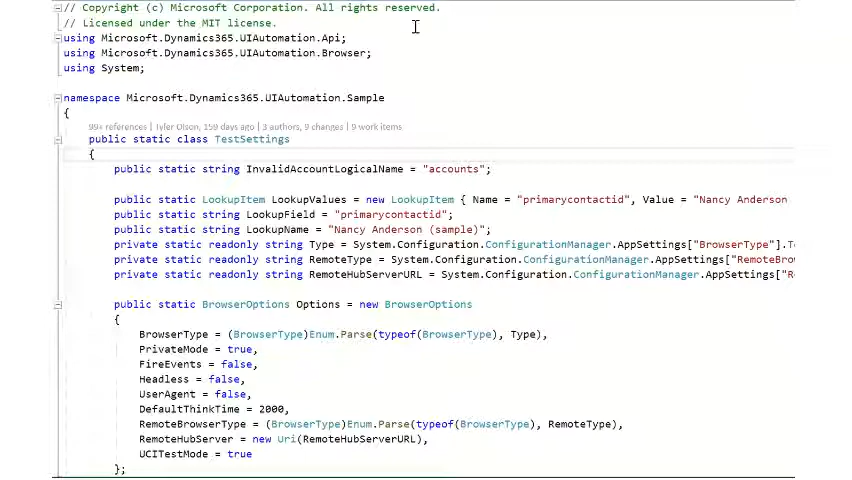 // Copyright (c) Microsoft Corporation. All rights reserved.
// Licensed under the MIT license.
using Microsoft.Dynamics365.UIAutomation.Api;
using Microsoft.Dynamics365.UIAutomation.Browser;
using System;
namespace Microsoft.Dynamics365.UIAutomation.Sample
{
99+ references | Tyler Olson, 159 days ago | 3 authors, 9 changes | 9 work items
public static class TestSettings
{
public static string InvalidAccountLogicalName = "accounts";
public static LookupItem LookupValues = new LookupItem { Name = "primarycontactid", Value = "Nancy Anderson
public static string LookupField = "primarycontactid";
public static string LookupName = "Nancy Anderson (sample)";
private static readonly string Type = System.Configuration.ConfigurationManager.AppSettings["BrowserType"].T
private static readonly string RemoteType = System.Configuration.ConfigurationManager.AppSettings["RemoteBrow
private static readonly string RemoteHubServerURL = System.Configuration.ConfigurationManager.AppSettings["R
public static BrowserOptions Options = new BrowserOptions
{
BrowserType = (BrowserType)Enum.Parse(typeof(BrowserType), Type),
PrivateMode = true,
FireEvents = false,
Headless = false,
UserAgent = false,
DefaultThinkTime = 2000,
RemoteBrowserType = (BrowserType)Enum.Parse(typeof(BrowserType), RemoteType),
RemoteHubServer = new Uri(RemoteHubServerURL),
UCITestMode = true
};